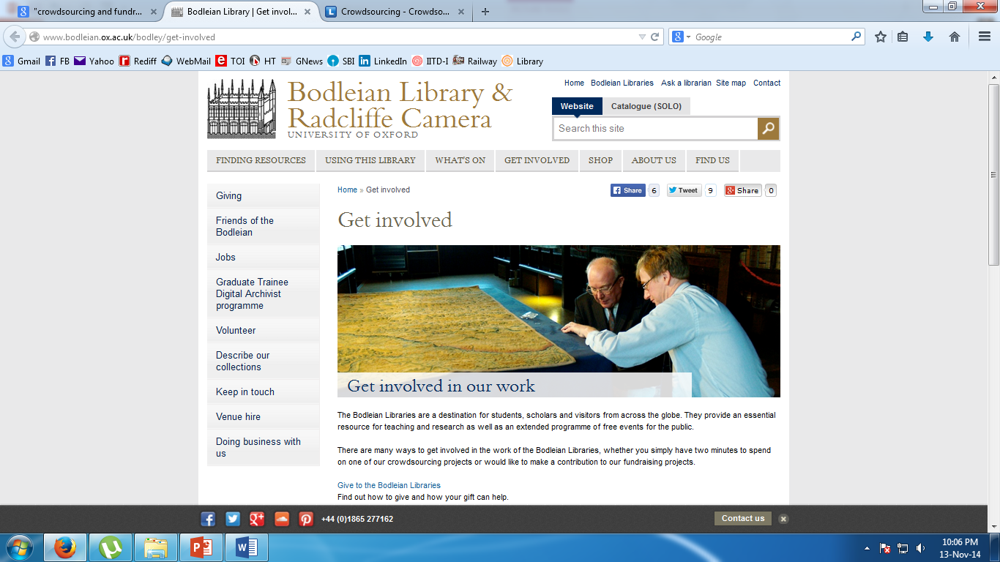 "crowdsourcing and fundr...
Bodleian Library | Get invol...
Crowdsourcing - Crowdso...
www.bodleian.ox.ac.uk/bodley/get-involved
Google
Gmail FB Yahoo Rediff WebMail TOI HT GNews SBI LinkedIn IITD-I Railway Library
Home Bodleian Libraries Ask a librarian Site map Contact
Bodleian Library &
Radcliffe Camera
UNIVERSITY OF OXFORD
Website Catalogue (SOLO)
Search this site
FINDING RESOURCES USING THIS LIBRARY WHAT'S ON GET INVOLVED SHOP ABOUT US FIND US
Giving
Friends of the
Bodleian
Jobs
Graduate Trainee
Digital Archivist
programme
Volunteer
Describe our
collections
Keep in touch
Venue hire
Doing business with
us
Home » Get involved
Share 6 Tweet 9 Share 0
Get involved
Get involved in our work
The Bodleian Libraries are a destination for students, scholars and visitors from across the globe. They provide an essential
resource for teaching and research as well as an extended programme of free events for the public.
There are many ways to get involved in the work of the Bodleian Libraries, whether you simply have two minutes to spend
on one of our crowdsourcing projects or would like to make a contribution to our fundraising projects.
Give to the Bodleian Libraries
Find out how to give and how your gift can help.
+44 (0)1865 277162
Contact us
10:06 PM
13-Nov-14